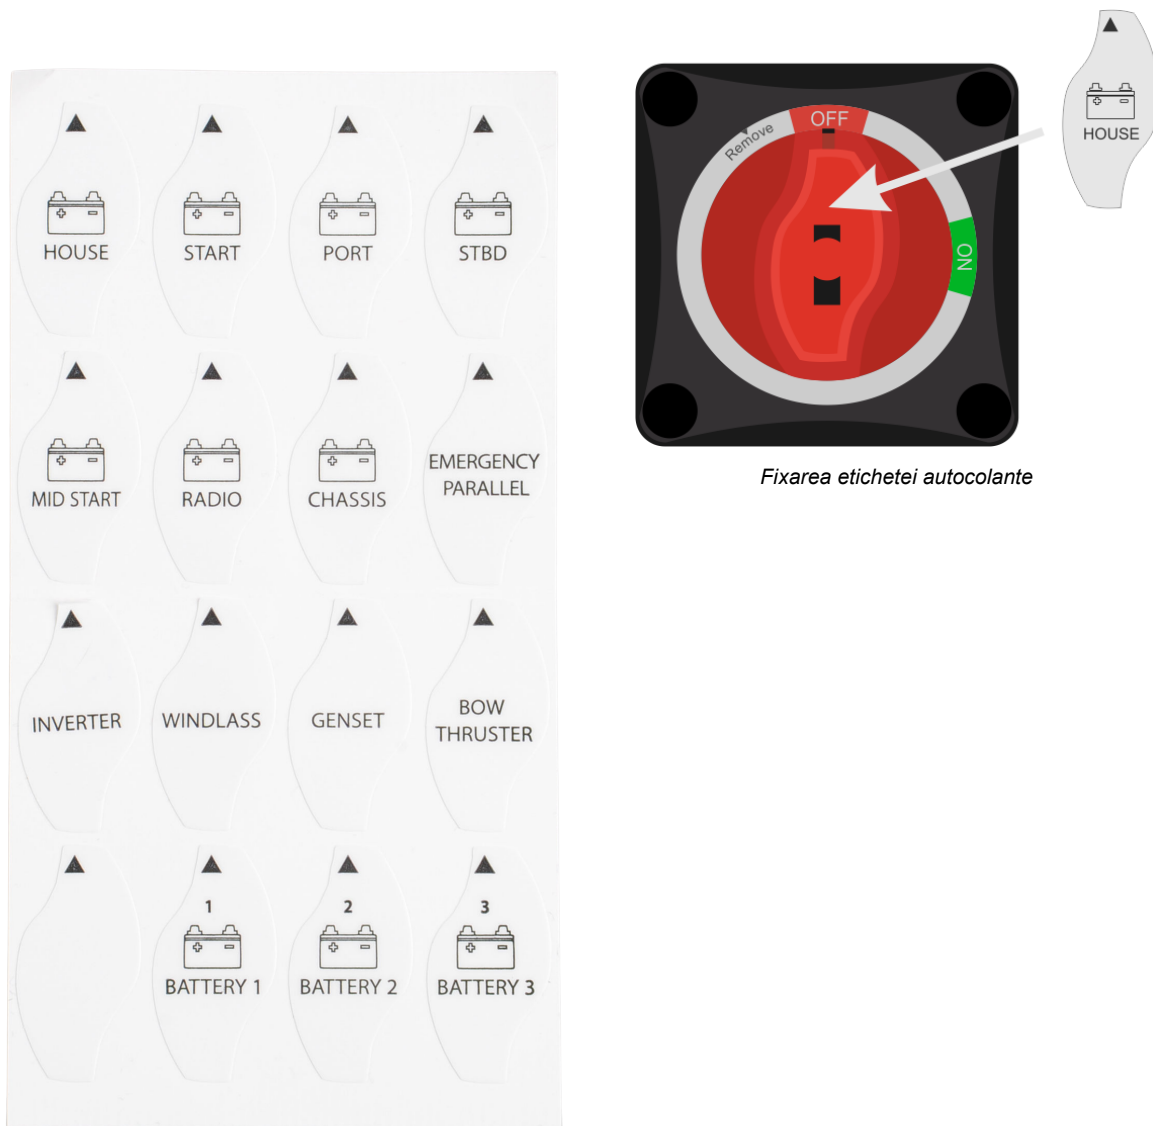 HOUSE
START
PORT
STBD
MID START
RADIO
CHASSIS
EMERGENCY
PARALLEL
INVERTER
WINDLASS
GENSET
BOW
THRUSTER
1
BATTERY 1
2
BATTERY 2
3
BATTERY 3
Remove
OFF
ON
HOUSE
Fixarea etichetei autocolante